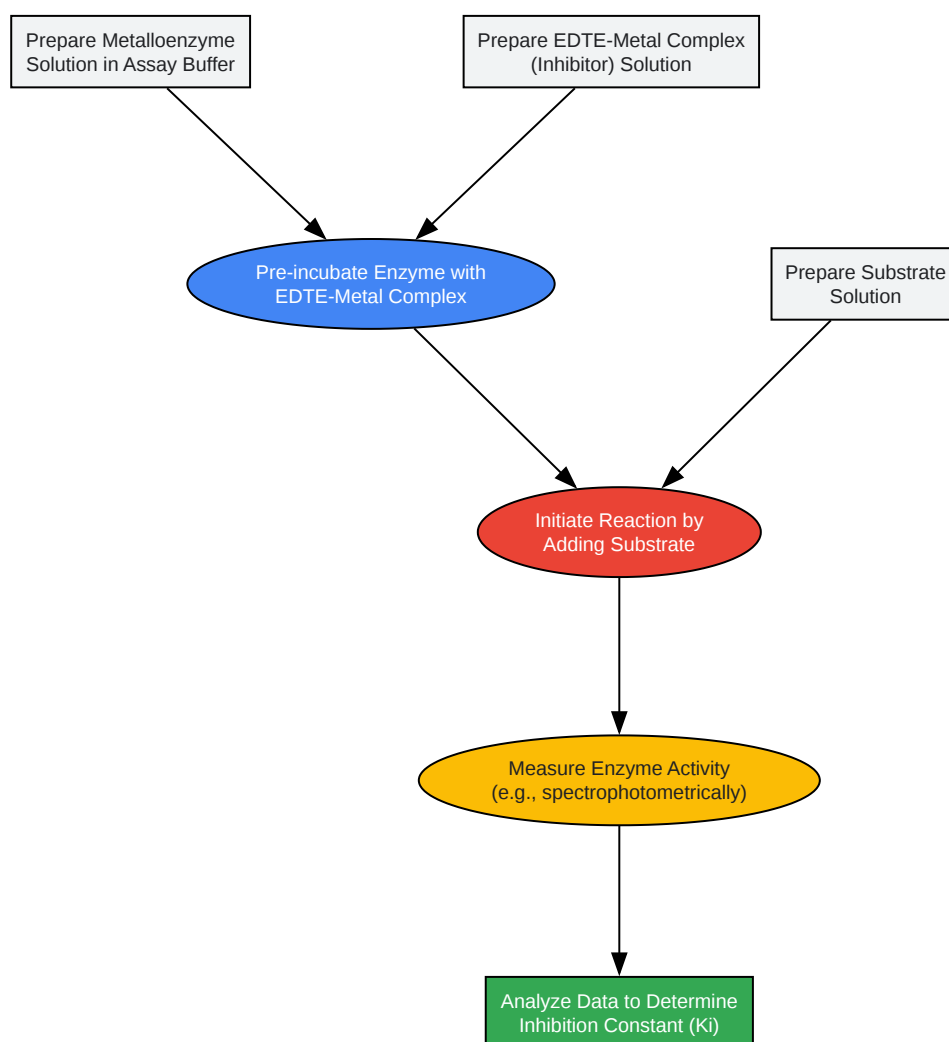 Prepare Metalloenzyme
Solution in Assay Buffer
Prepare EDTE-Metal Complex
(Inhibitor) Solution
Pre-incubate Enzyme with
EDTE-Metal Complex
Prepare Substrate
Solution
Initiate Reaction by
Adding Substrate
Measure Enzyme Activity
(e.g., spectrophotometrically)
Analyze Data to Determine
Inhibition Constant (Ki)